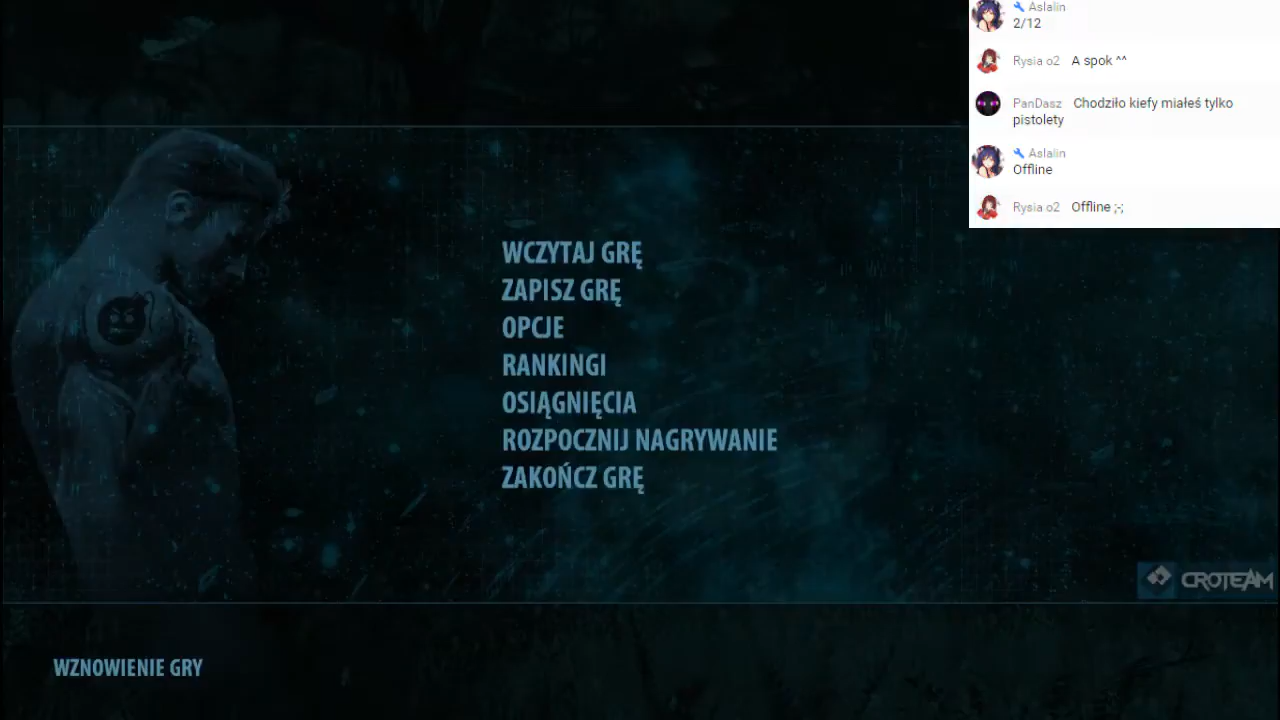 Aslalin
2/12
Rysia o2 A spok ^^
PanDasz Chodziło kiefy miałeś tylko
pistolety
Aslalin
Offline
Rysia o2 Offline ;-;
WCZYTAJ GRĘ
ZAPISZ GRĘ
OPCJE
RANKINGI
OSIĄGNIĘCIA
ROZPOCZNIJ NAGRYWANIE
ZAKOŃCZ GRĘ
CROTEAM
WZNOWIENIE GRY